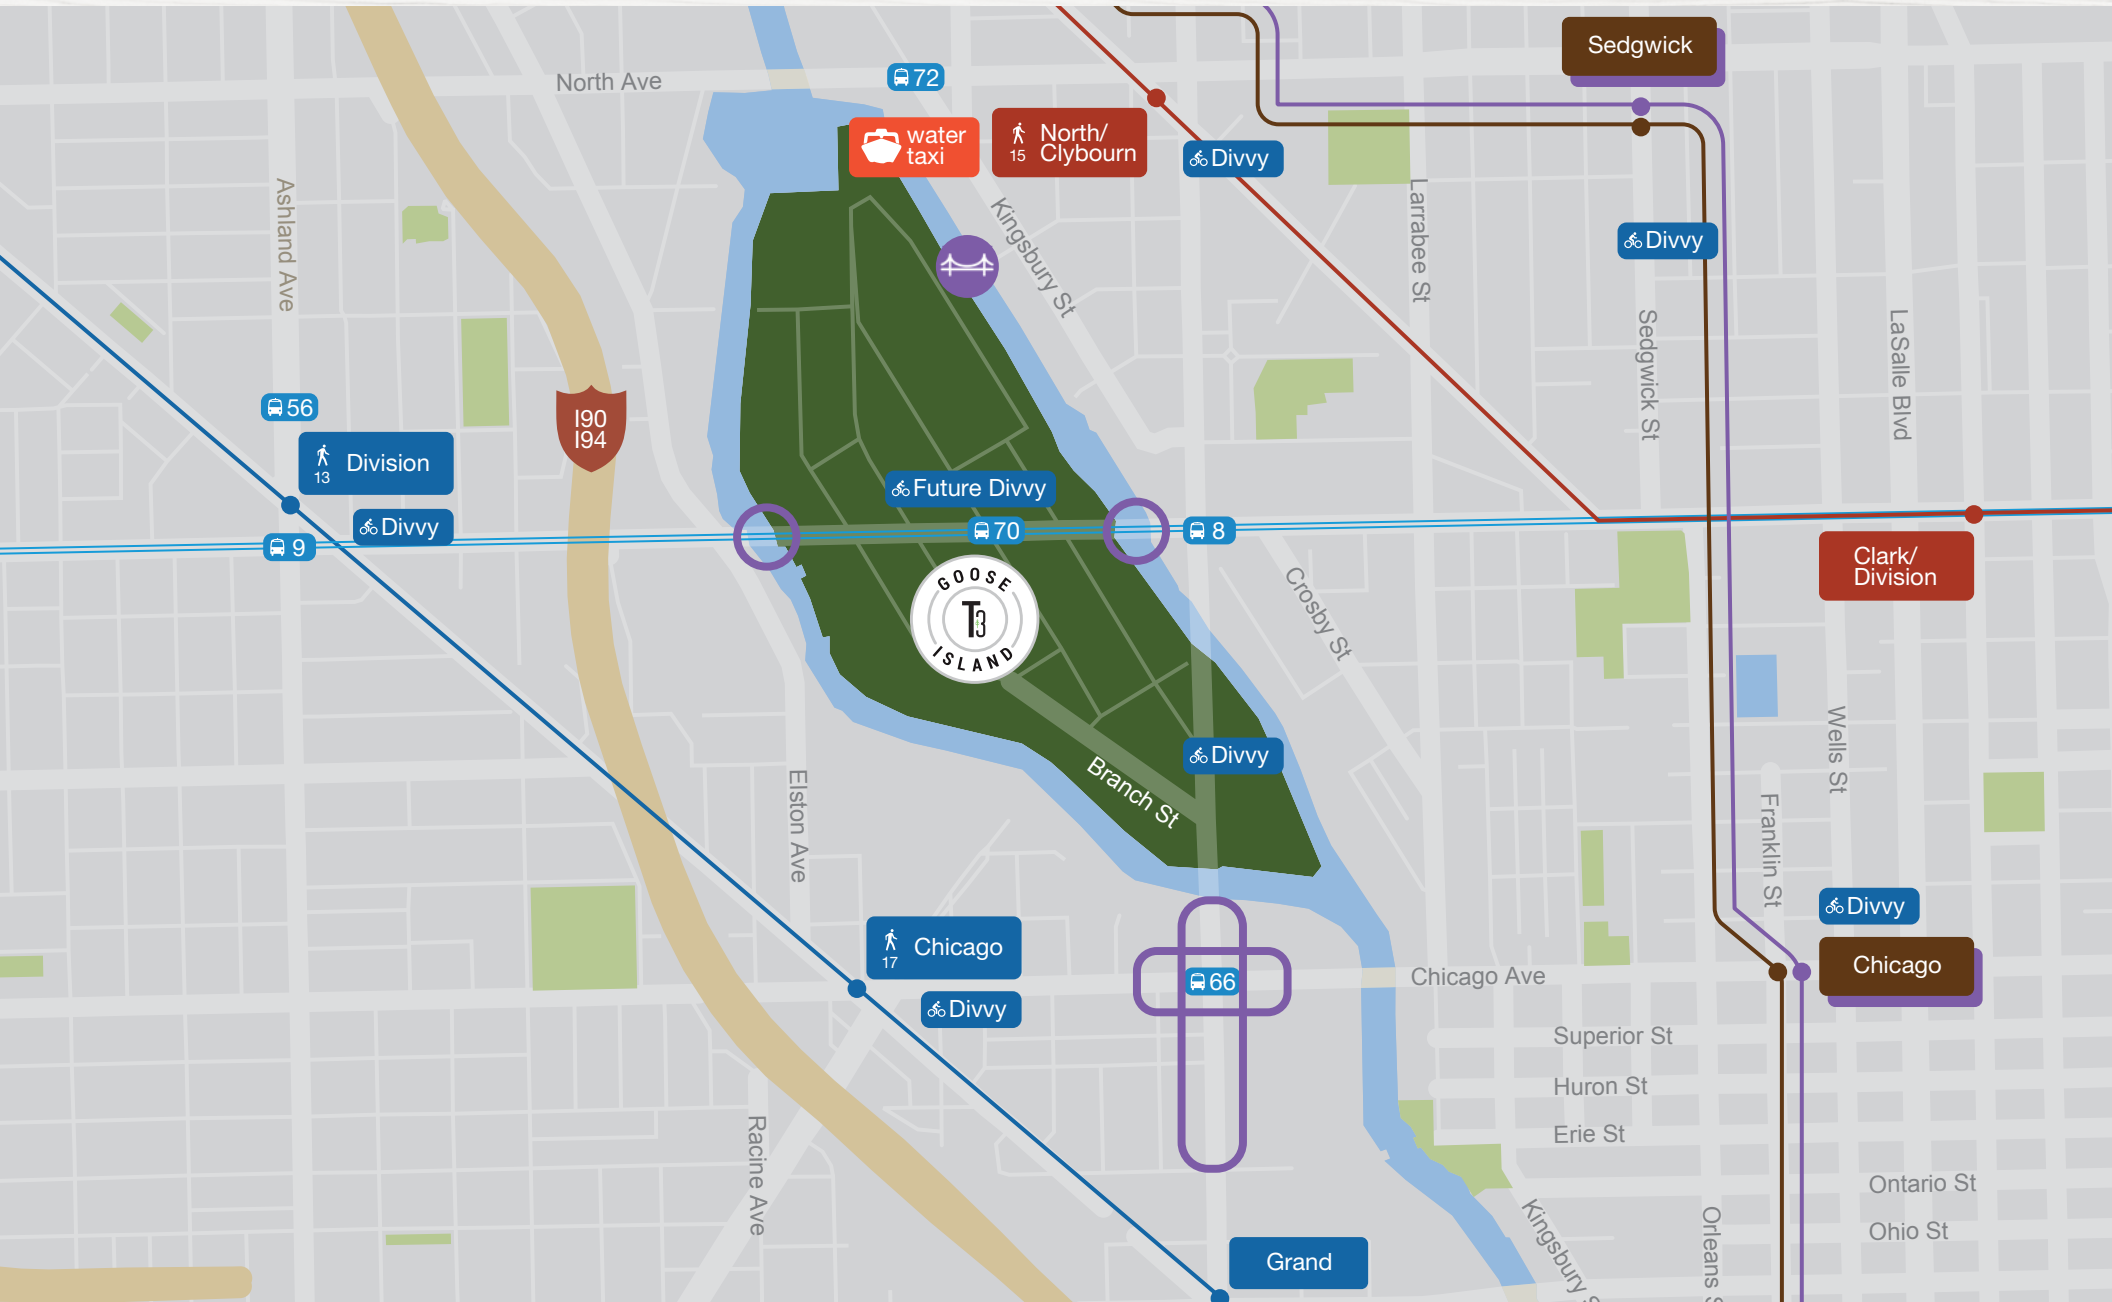 Sedgwick
North Ave
72
water
taxi
15
North/
Clybourn
Divvy
Ashland Ave
Kingsbury St
Larrabee St
Divvy
Sedgwick St
LaSalle Blvd
56
I90
I94
13
Division
Divvy
9
Future Divvy
70
8
GOOSE
T3
ISLAND
Crosby St
Clark/
Division
Wells St
Divvy
Branch St
Elston Ave
Franklin St
Divvy
Chicago
17
Chicago
Divvy
66
Chicago Ave
Superior St
Huron St
Erie St
Racine Ave
Ontario St
Ohio St
Orleans S
Kingsbury S
Grand